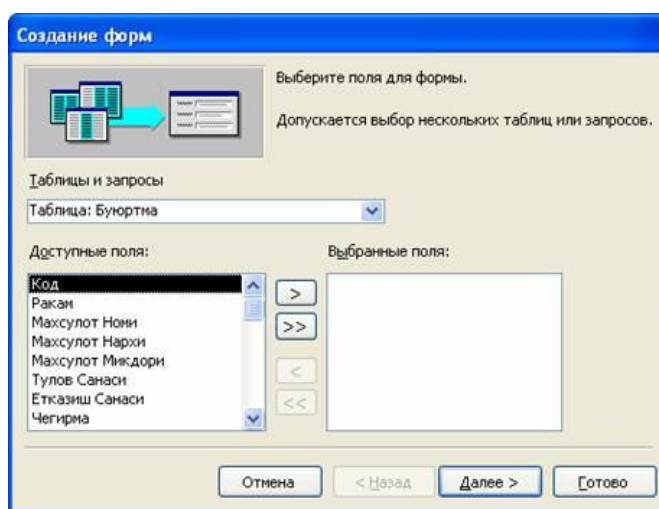 Создание форм
Выберите поля для формы.
Допускается выбор нескольких таблиц или запросов.
Таблицы и запросы
Таблица: Буюртма
Доступные поля:
Выбранные поля:
Код
Ракам
Махсулот Номи
Махсулот Нархи
Махсулот Микдори
Тулов Санаси
Етказиш Санаси
Чегирма
>
>>
<
<<
Отмена
< Назад
Далее >
Готово